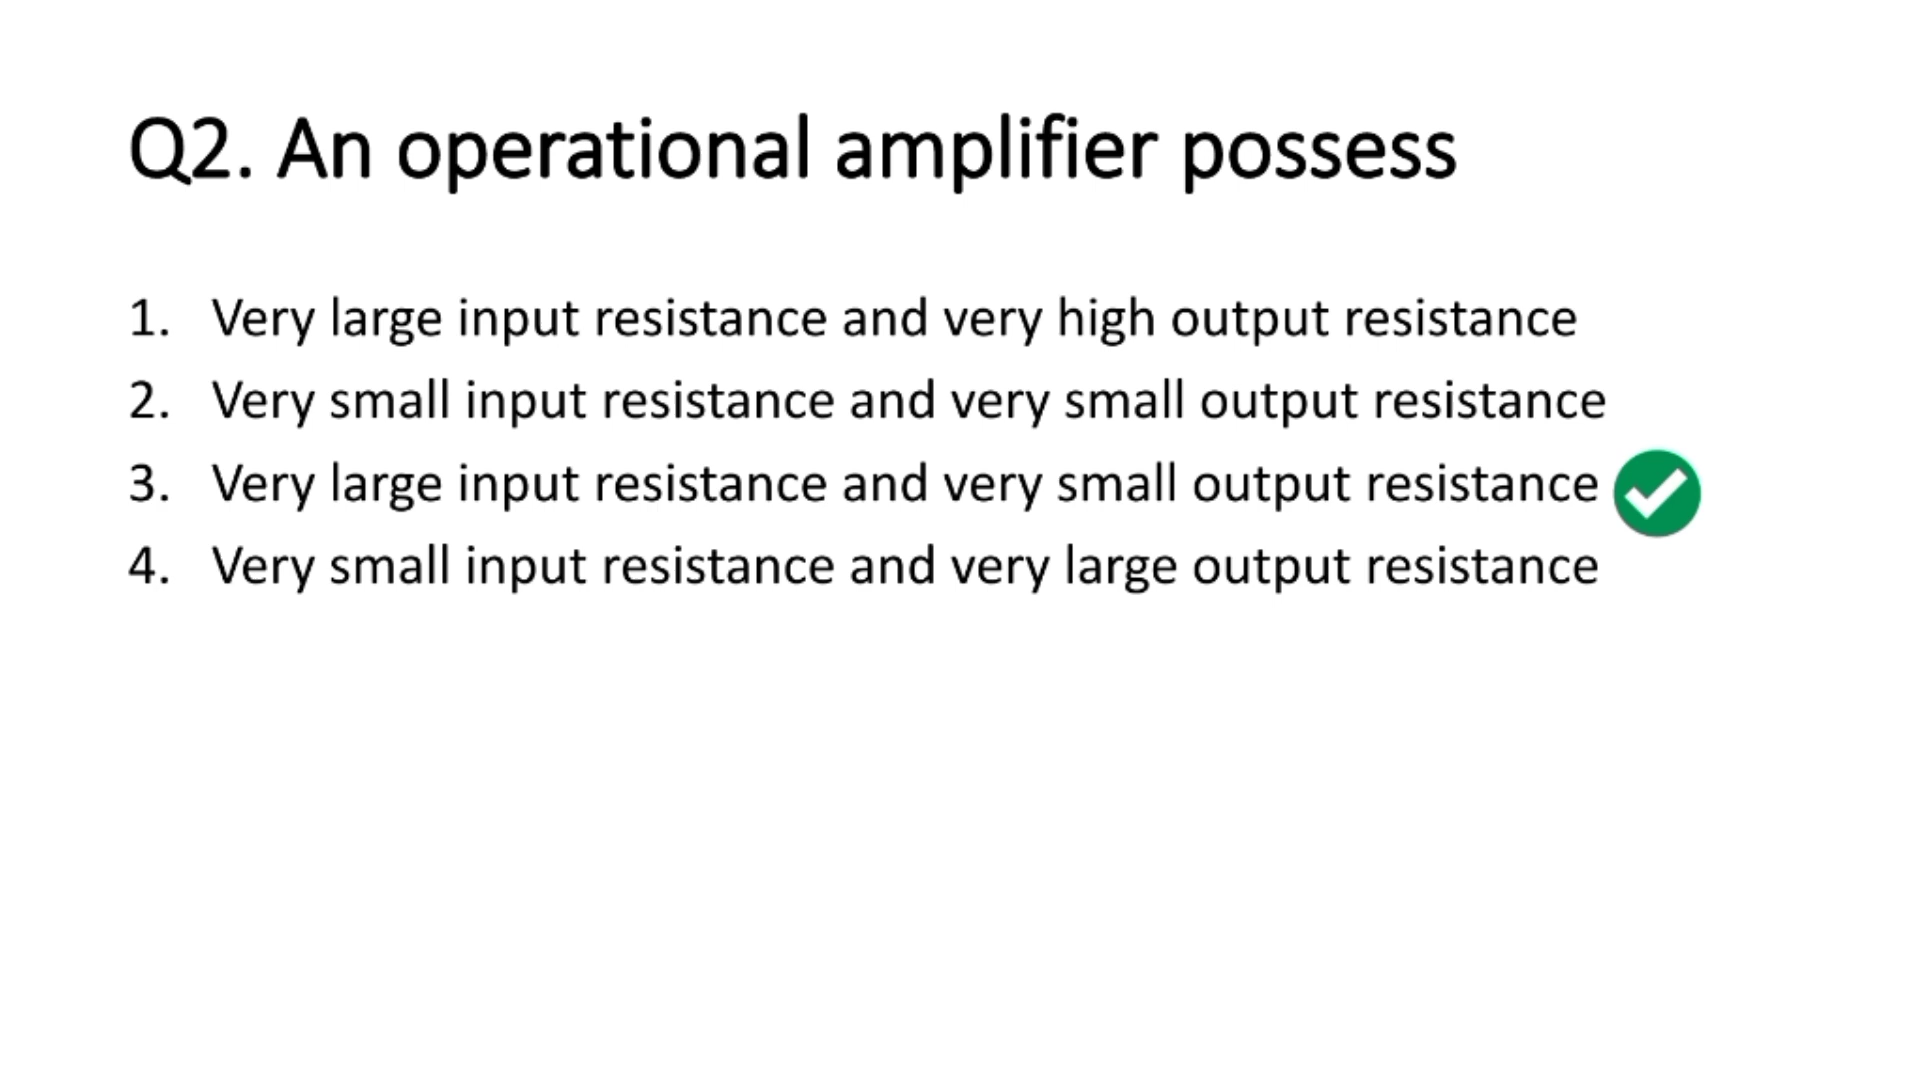 Q2. An operational amplifier possess
1. Very large input resistance and very high output resistance
2. Very small input resistance and very small output resistance
3. Very large input resistance and very small output resistance
4. Very small input resistance and very large output resistance